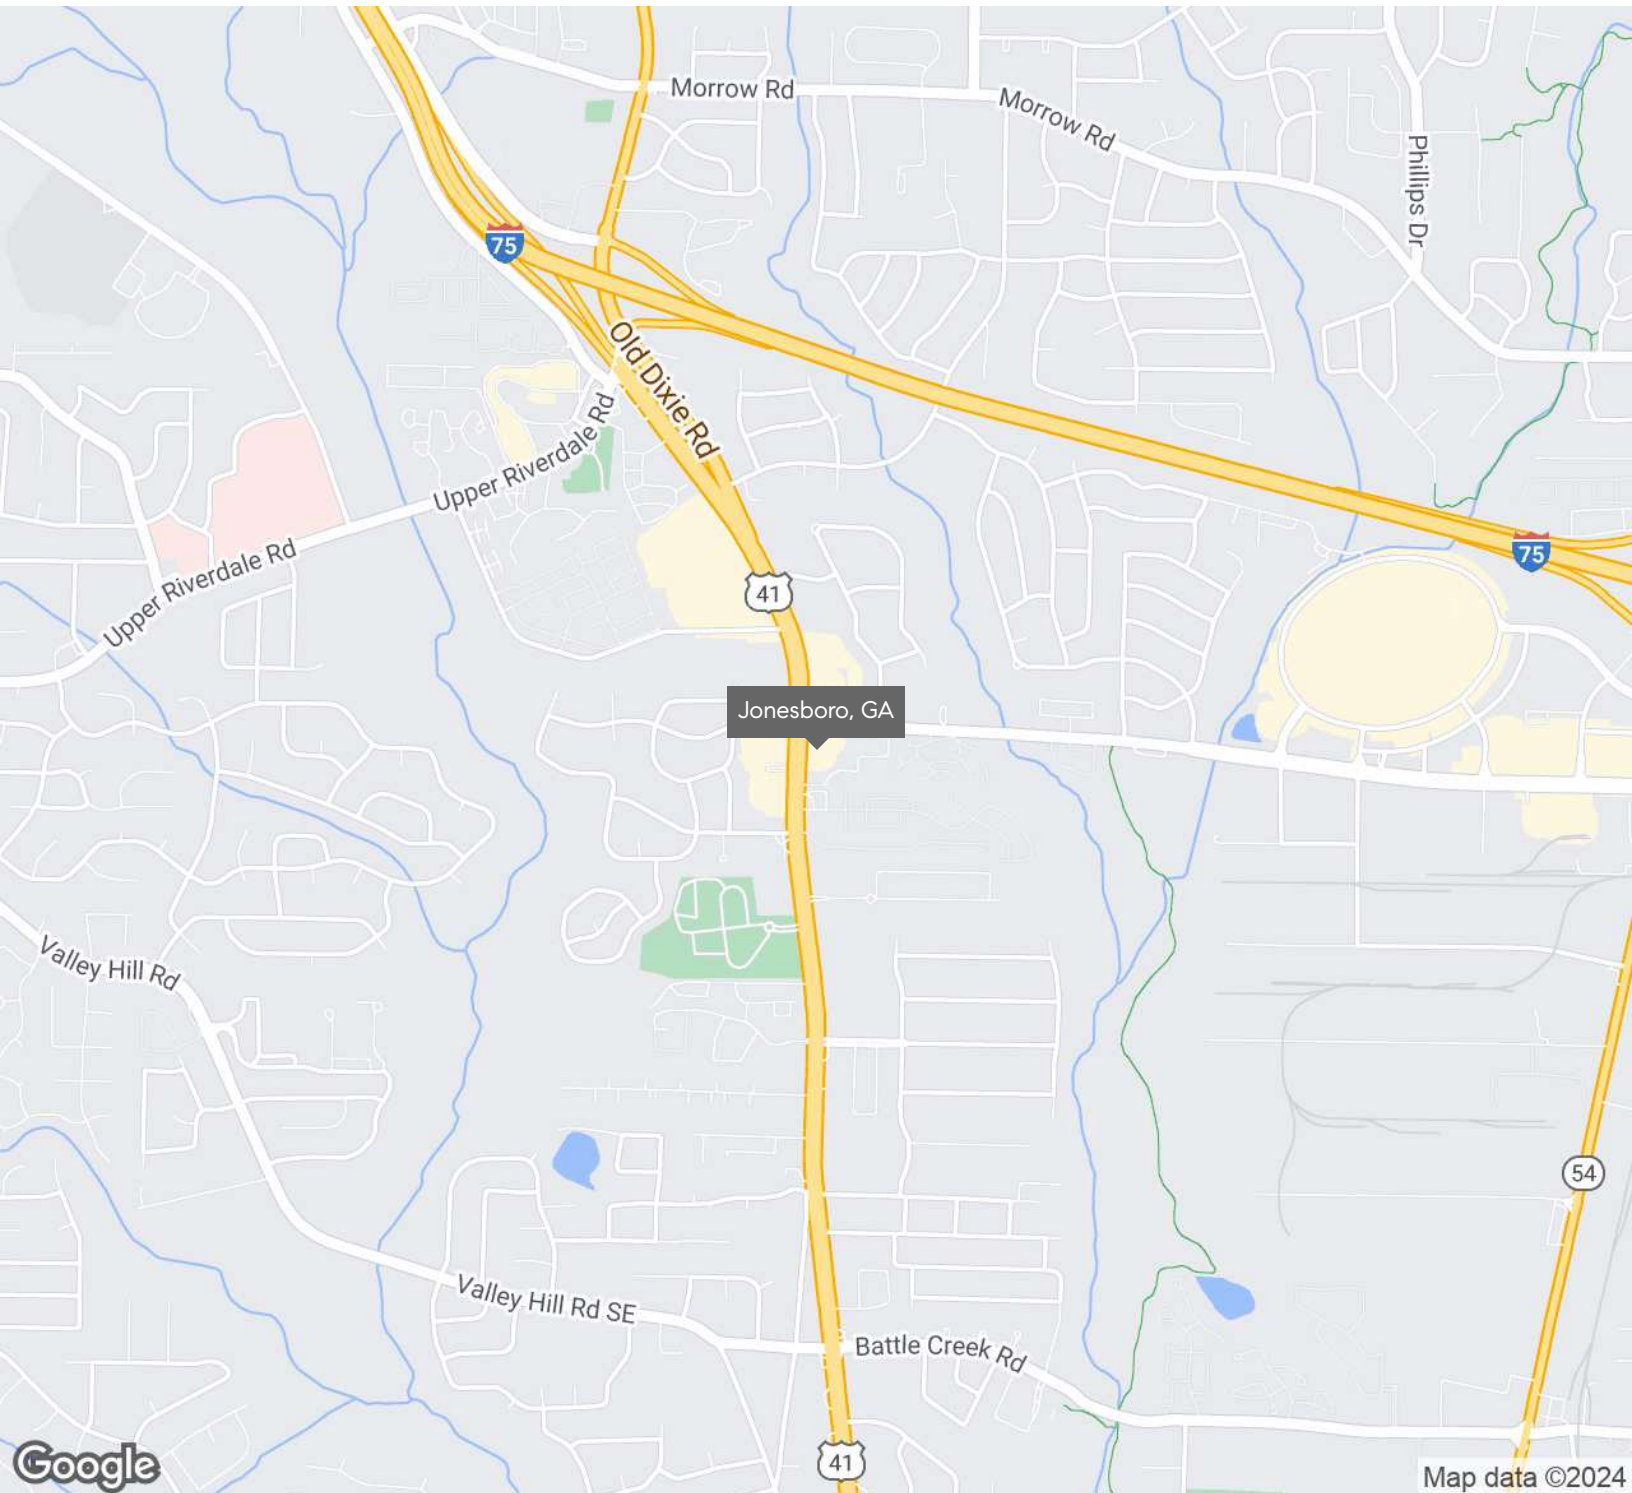 Morrow Rd
Morrow Rd
Phillips Dr
75
Old Dixie Rd
Upper Riverdale Rd
Upper Riverdale Rd
75
41
Jonesboro, GA
Valley Hill Rd
54
Valley Hill Rd SE
Battle Creek Rd
41
Google
Map data ©2024